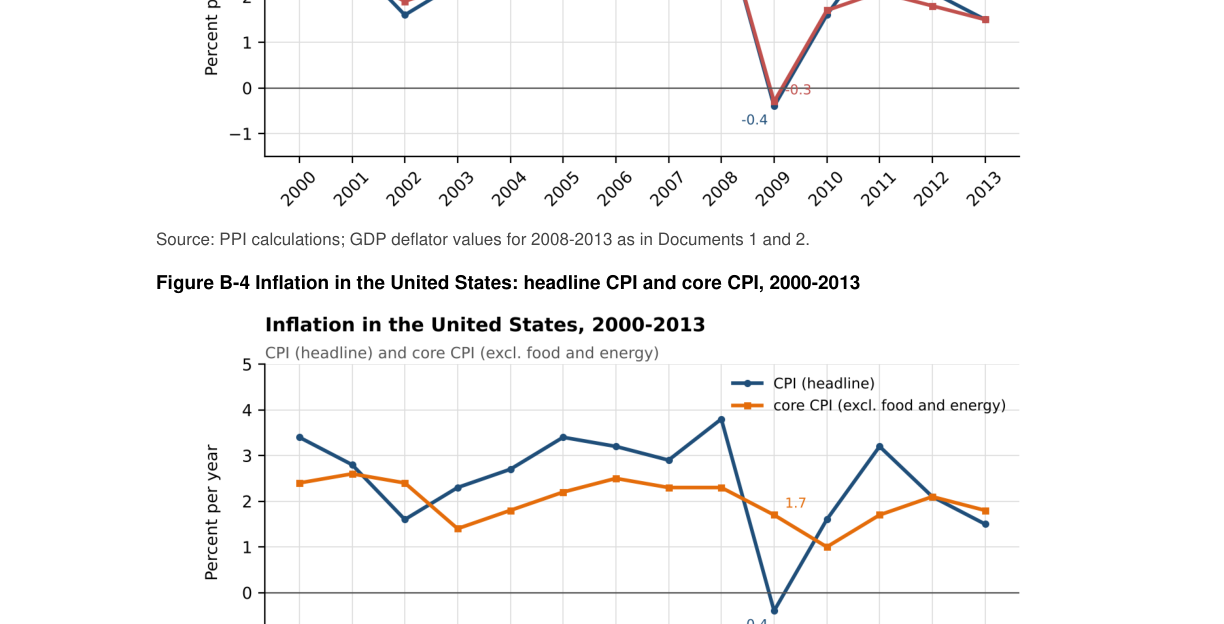 2
Percent p
1
0
−1
-0.3
-0.4
2000 2001 2002 2003 2004 2005 2006 2007 2008 2009 2010 2011 2012 2013
Source: PPI calculations; GDP deflator values for 2008-2013 as in Documents 1 and 2.
Figure B-4 Inflation in the United States: headline CPI and core CPI, 2000-2013
Inflation in the United States, 2000-2013
CPI (headline) and core CPI (excl. food and energy)
5
CPI (headline)
core CPI (excl. food and energy)
4
3
Percent per year
2
1.7
1
0
-0.4